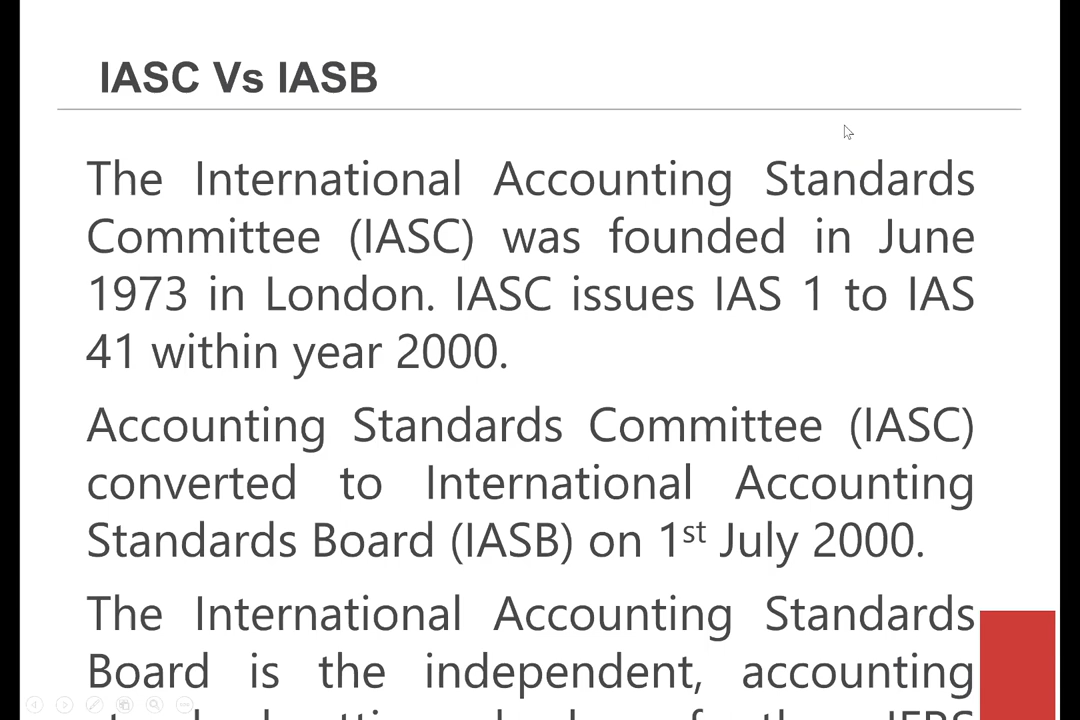 IASC Vs IASB
The International Accounting Standards
Committee (IASC) was founded in June
1973 in London. IASC issues IAS 1 to IAS
41 within year 2000.
Accounting Standards Committee (IASC)
converted to International Accounting
Standards Board (IASB) on 1st July 2000.
The International Accounting Standards
Board is the independent, accounting